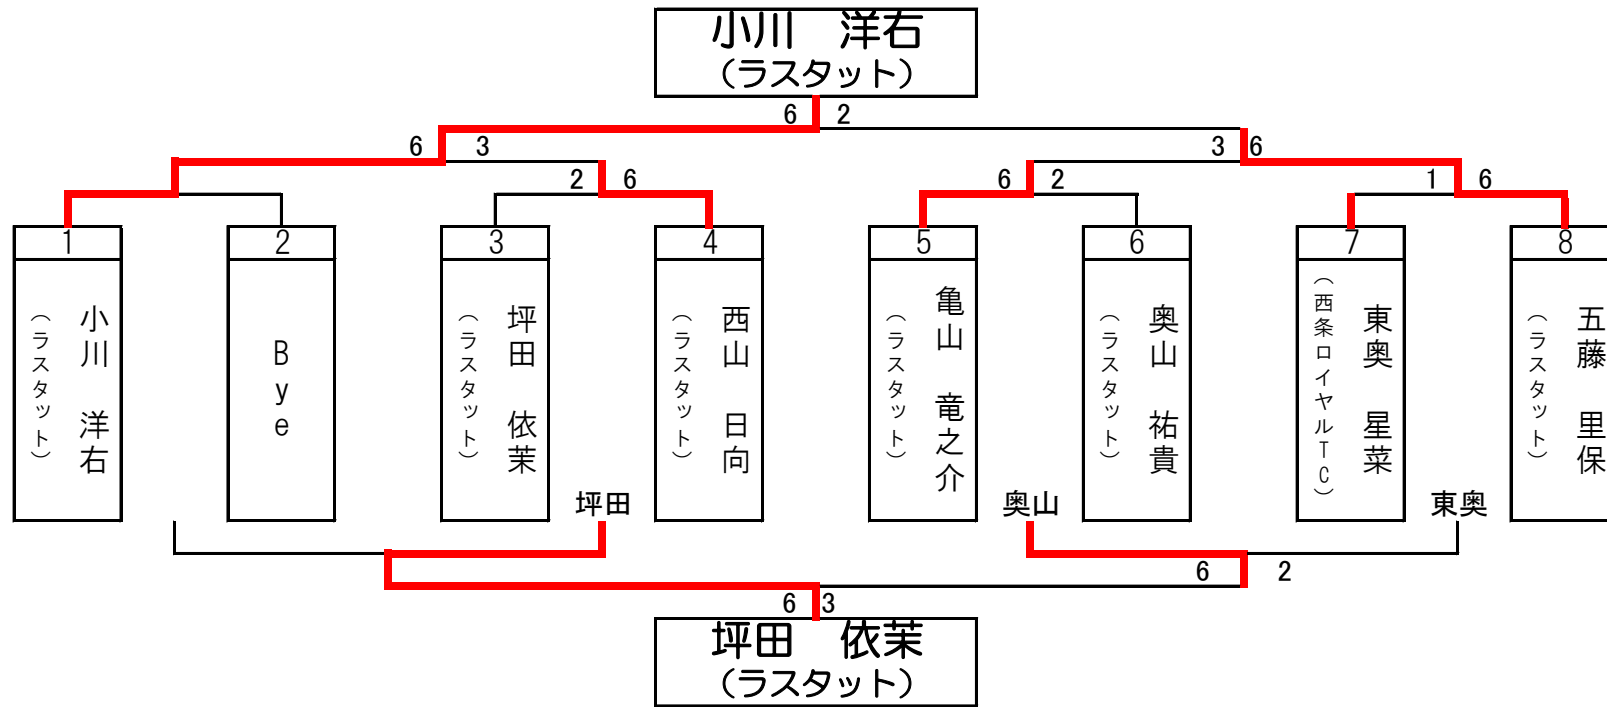 小川　洋右
（ラスタット）
6 2
6 3 3 6
2 6 6 2 1 6
1 2 3 4 5 6 7 8
小川　洋右
（ラスタット）
Bye
坪田　依茉
（ラスタット）
西山　日向
（ラスタット）
亀山　竜之介
（ラスタット）
奥山　祐貴
（ラスタット）
東奥　星菜
（西条ロイヤルTC）
五藤　里保
（ラスタット）
坪田 奥山 東奥
6 2
6 3
坪田　依茉
（ラスタット）